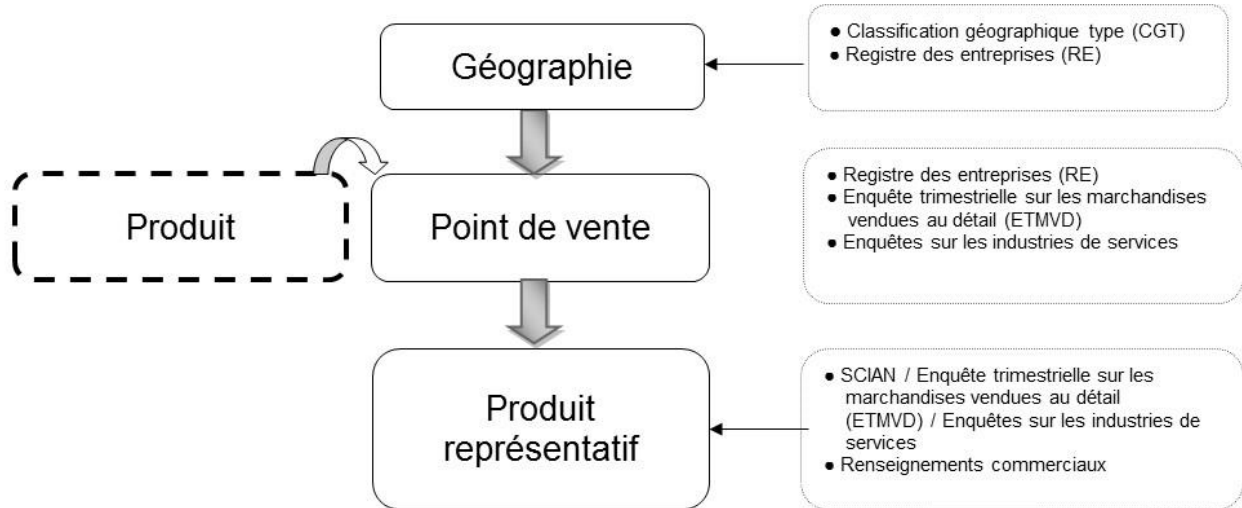 Géographie
● Classification géographique type (CGT)
● Registre des entreprises (RE)
Produit
Point de vente
● Registre des entreprises (RE)
● Enquête trimestrielle sur les marchandises
vendues au détail (ETMVD)
● Enquêtes sur les industries de services
Produit
représentatif
● SCIAN / Enquête trimestrielle sur les
marchandises vendues au détail
(ETMVD) / Enquêtes sur les industries de
services
● Renseignements commerciaux